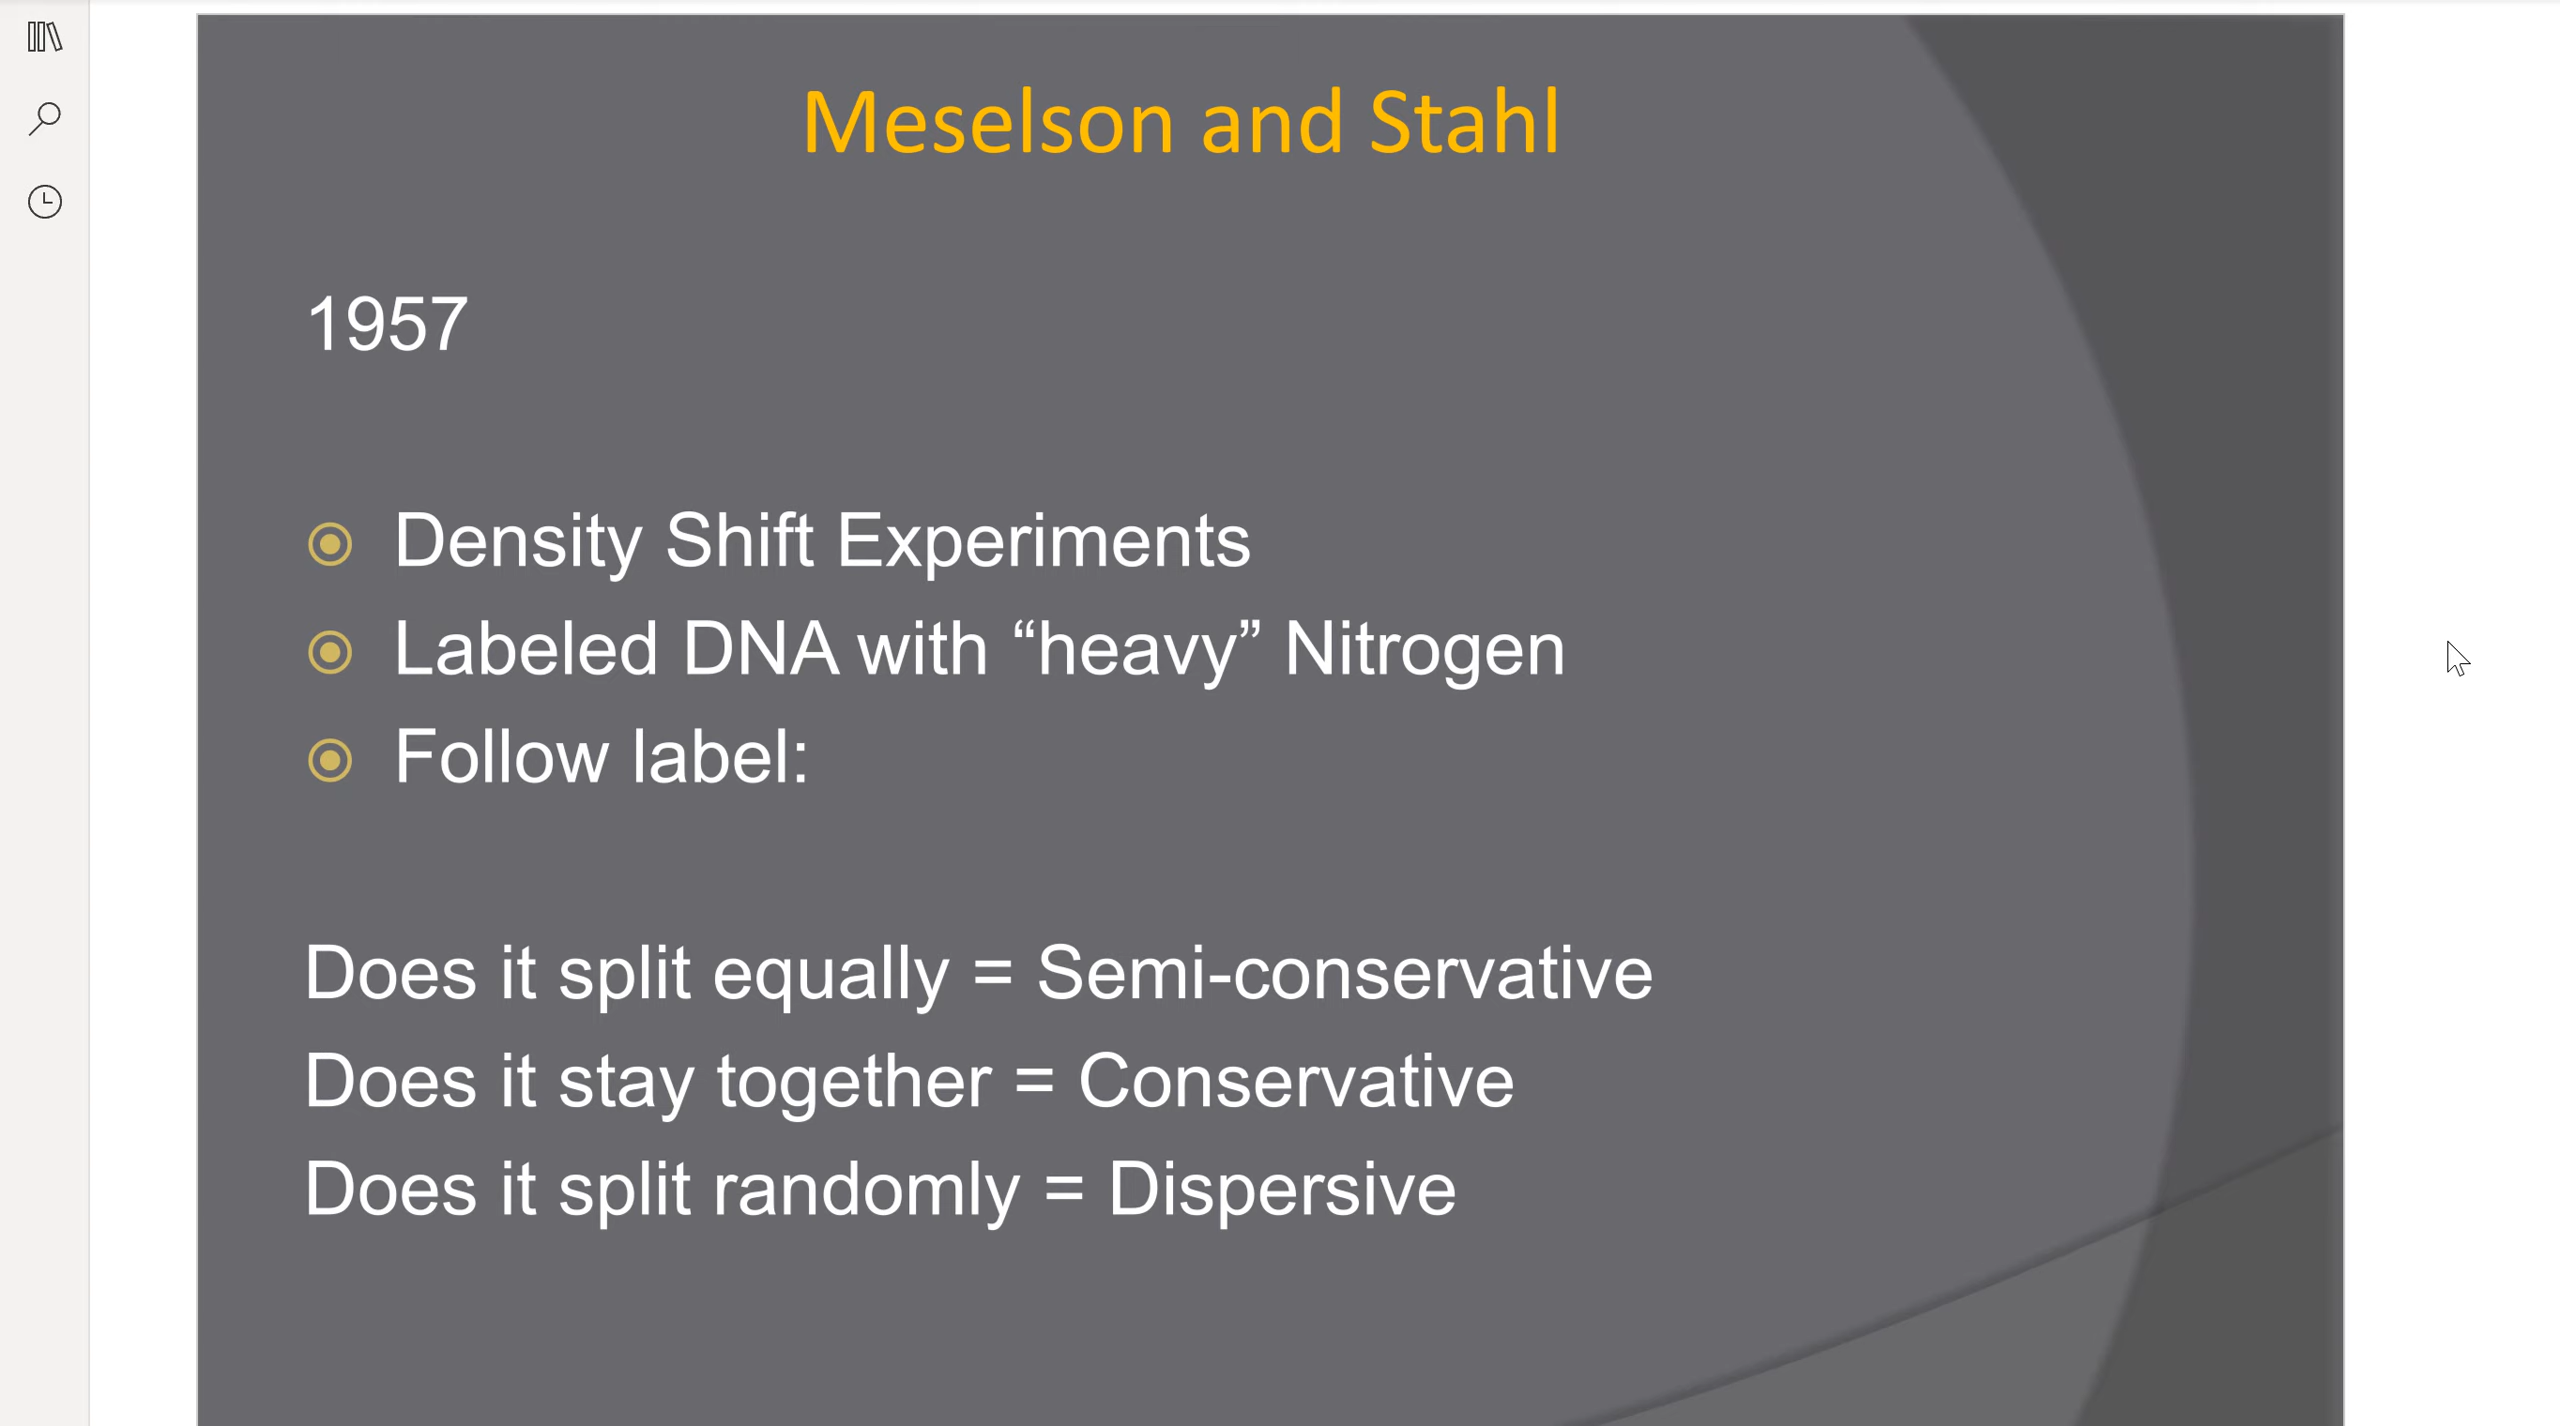 Meselson and Stahl
1957
Density Shift Experiments
Labeled DNA with “heavy” Nitrogen
Follow label:
Does it split equally = Semi-conservative
Does it stay together = Conservative
Does it split randomly = Dispersive